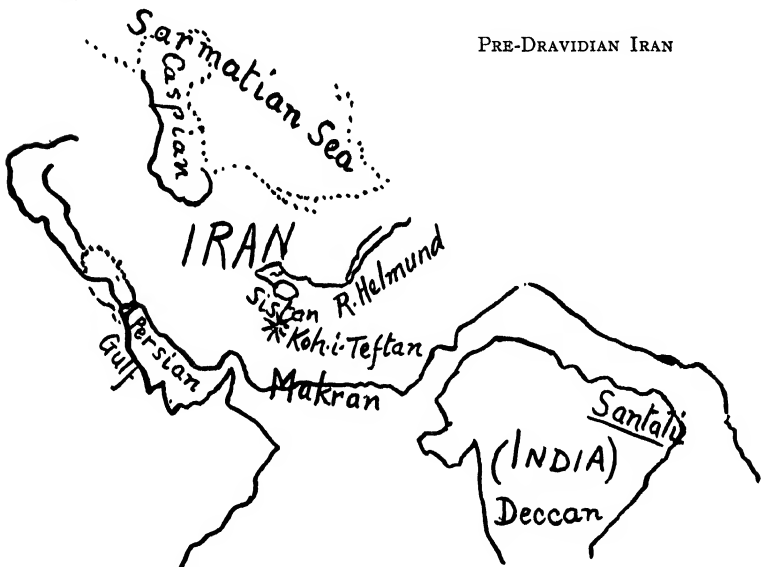 PRE-DRAVIDIAN IRAN
Sarmatian Sea
Caspian
IRAN
R. Helmund
Sistan
Koh-i-Teftan
Persian
Gulf
Makran
Santali
(INDIA)
Deccan